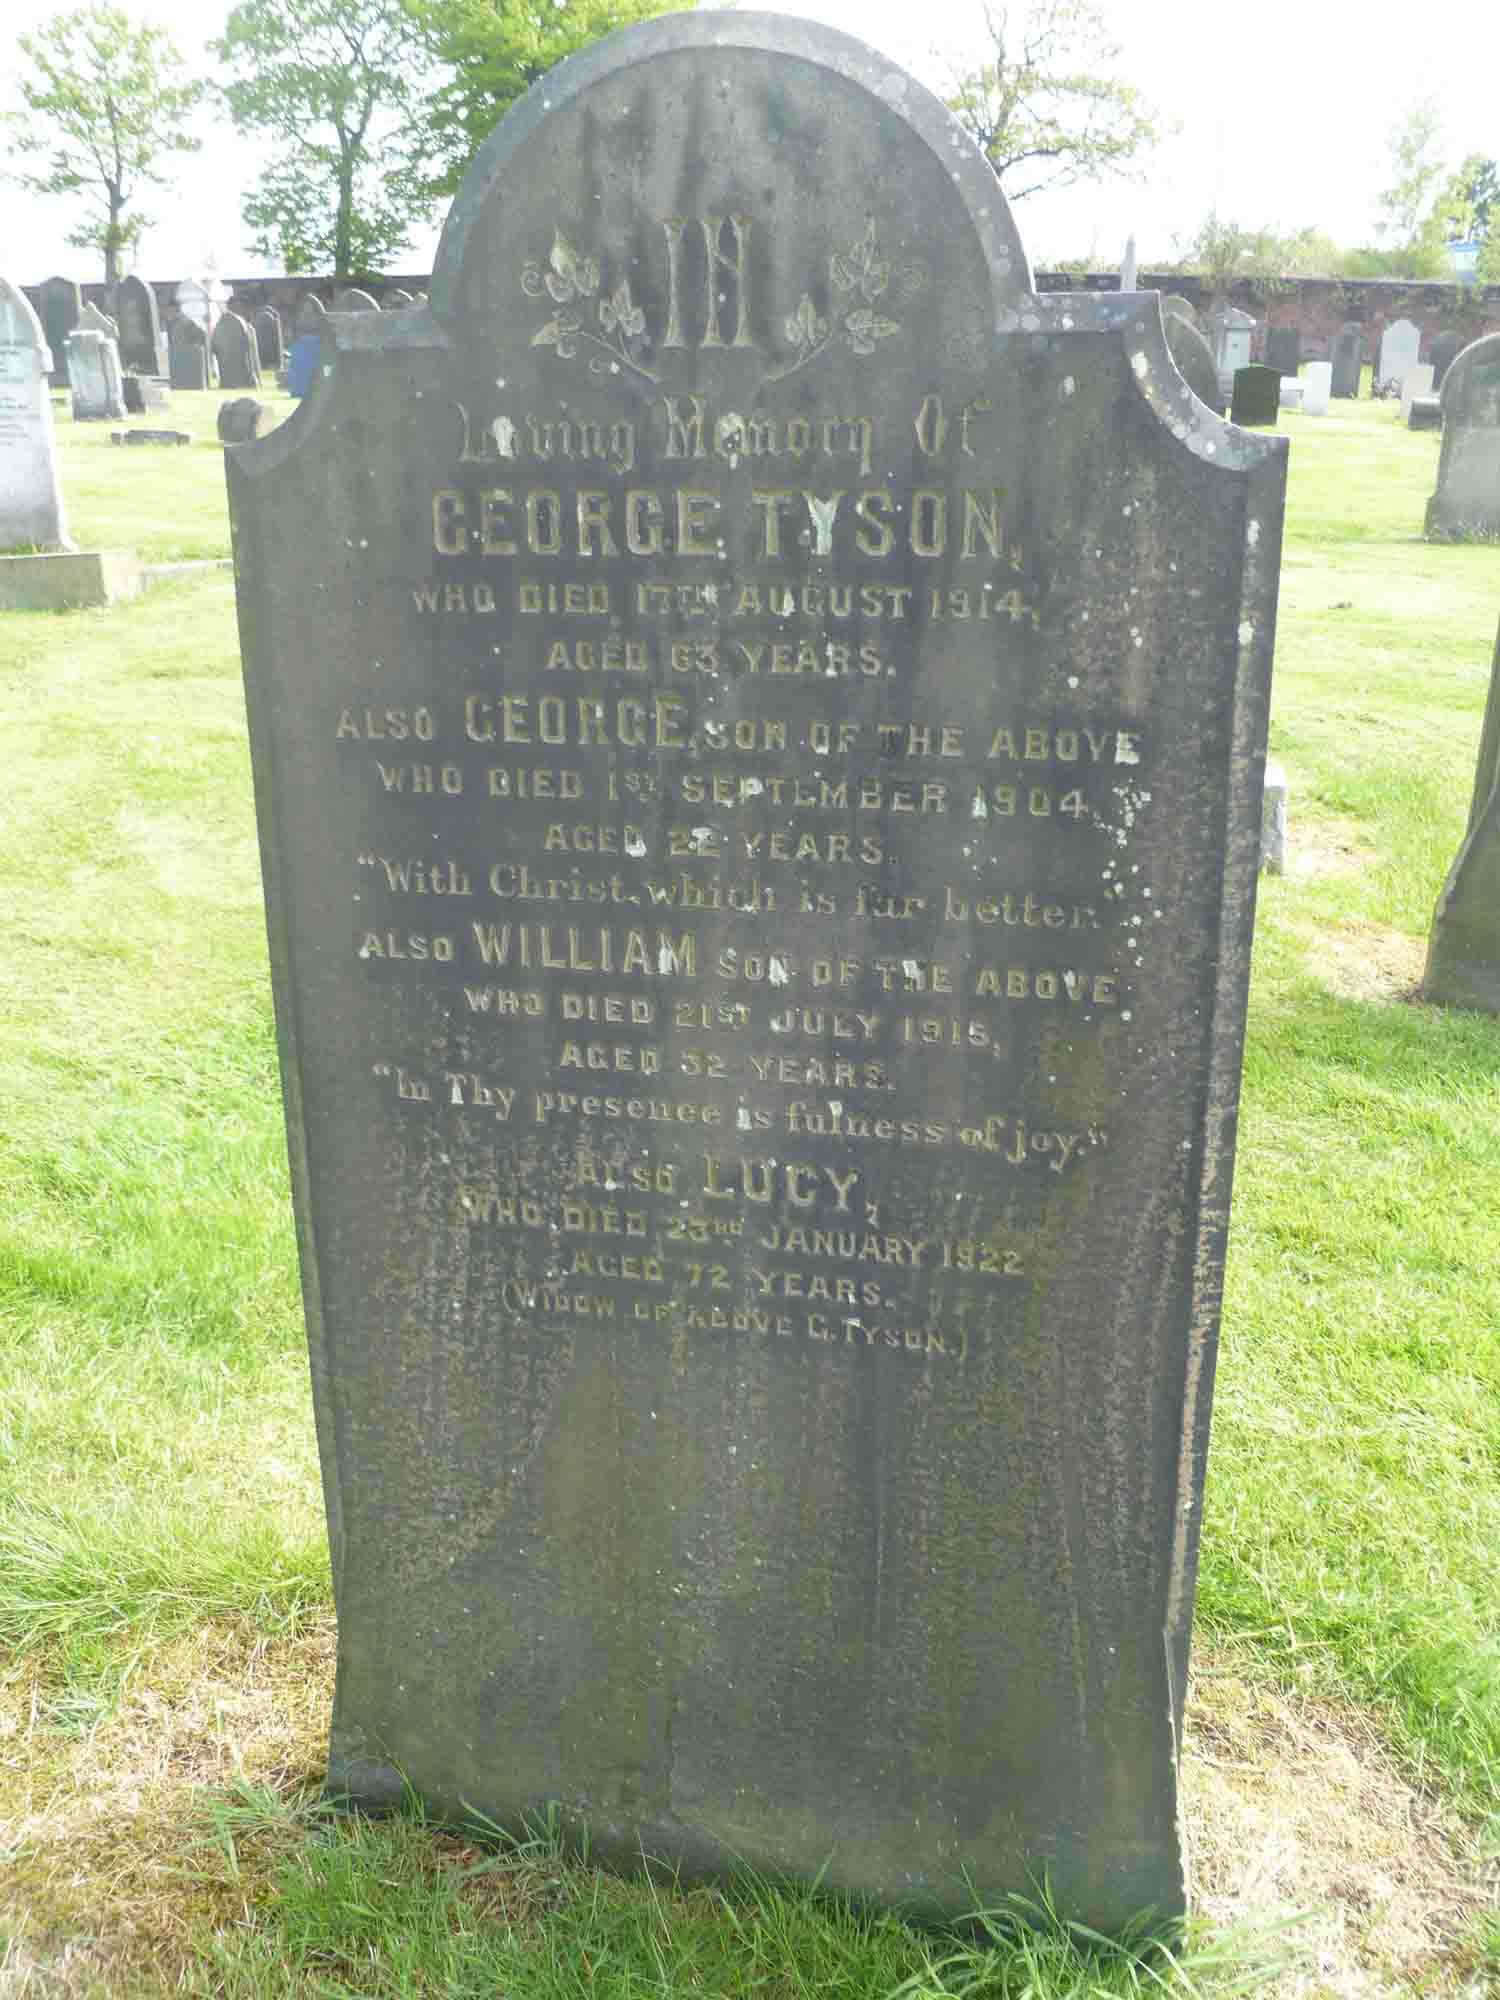 IN
Loving Memory Of
GEORGE TYSON,
WHO DIED 17TH AUGUST 1914,
AGED 63 YEARS.
ALSO GEORGE, SON OF THE ABOVE
WHO DIED 1ST SEPTEMBER 1904,
AGED 22 YEARS.
"With Christ, which is far better."
ALSO WILLIAM SON OF THE ABOVE
WHO DIED 21ST JULY 1915,
AGED 32 YEARS.
"In Thy presence is fulness of joy."
ALSO LUCY,
WHO DIED 23RD JANUARY 1922,
AGED 72 YEARS.
(WIDOW OF ABOVE G. TYSON.)